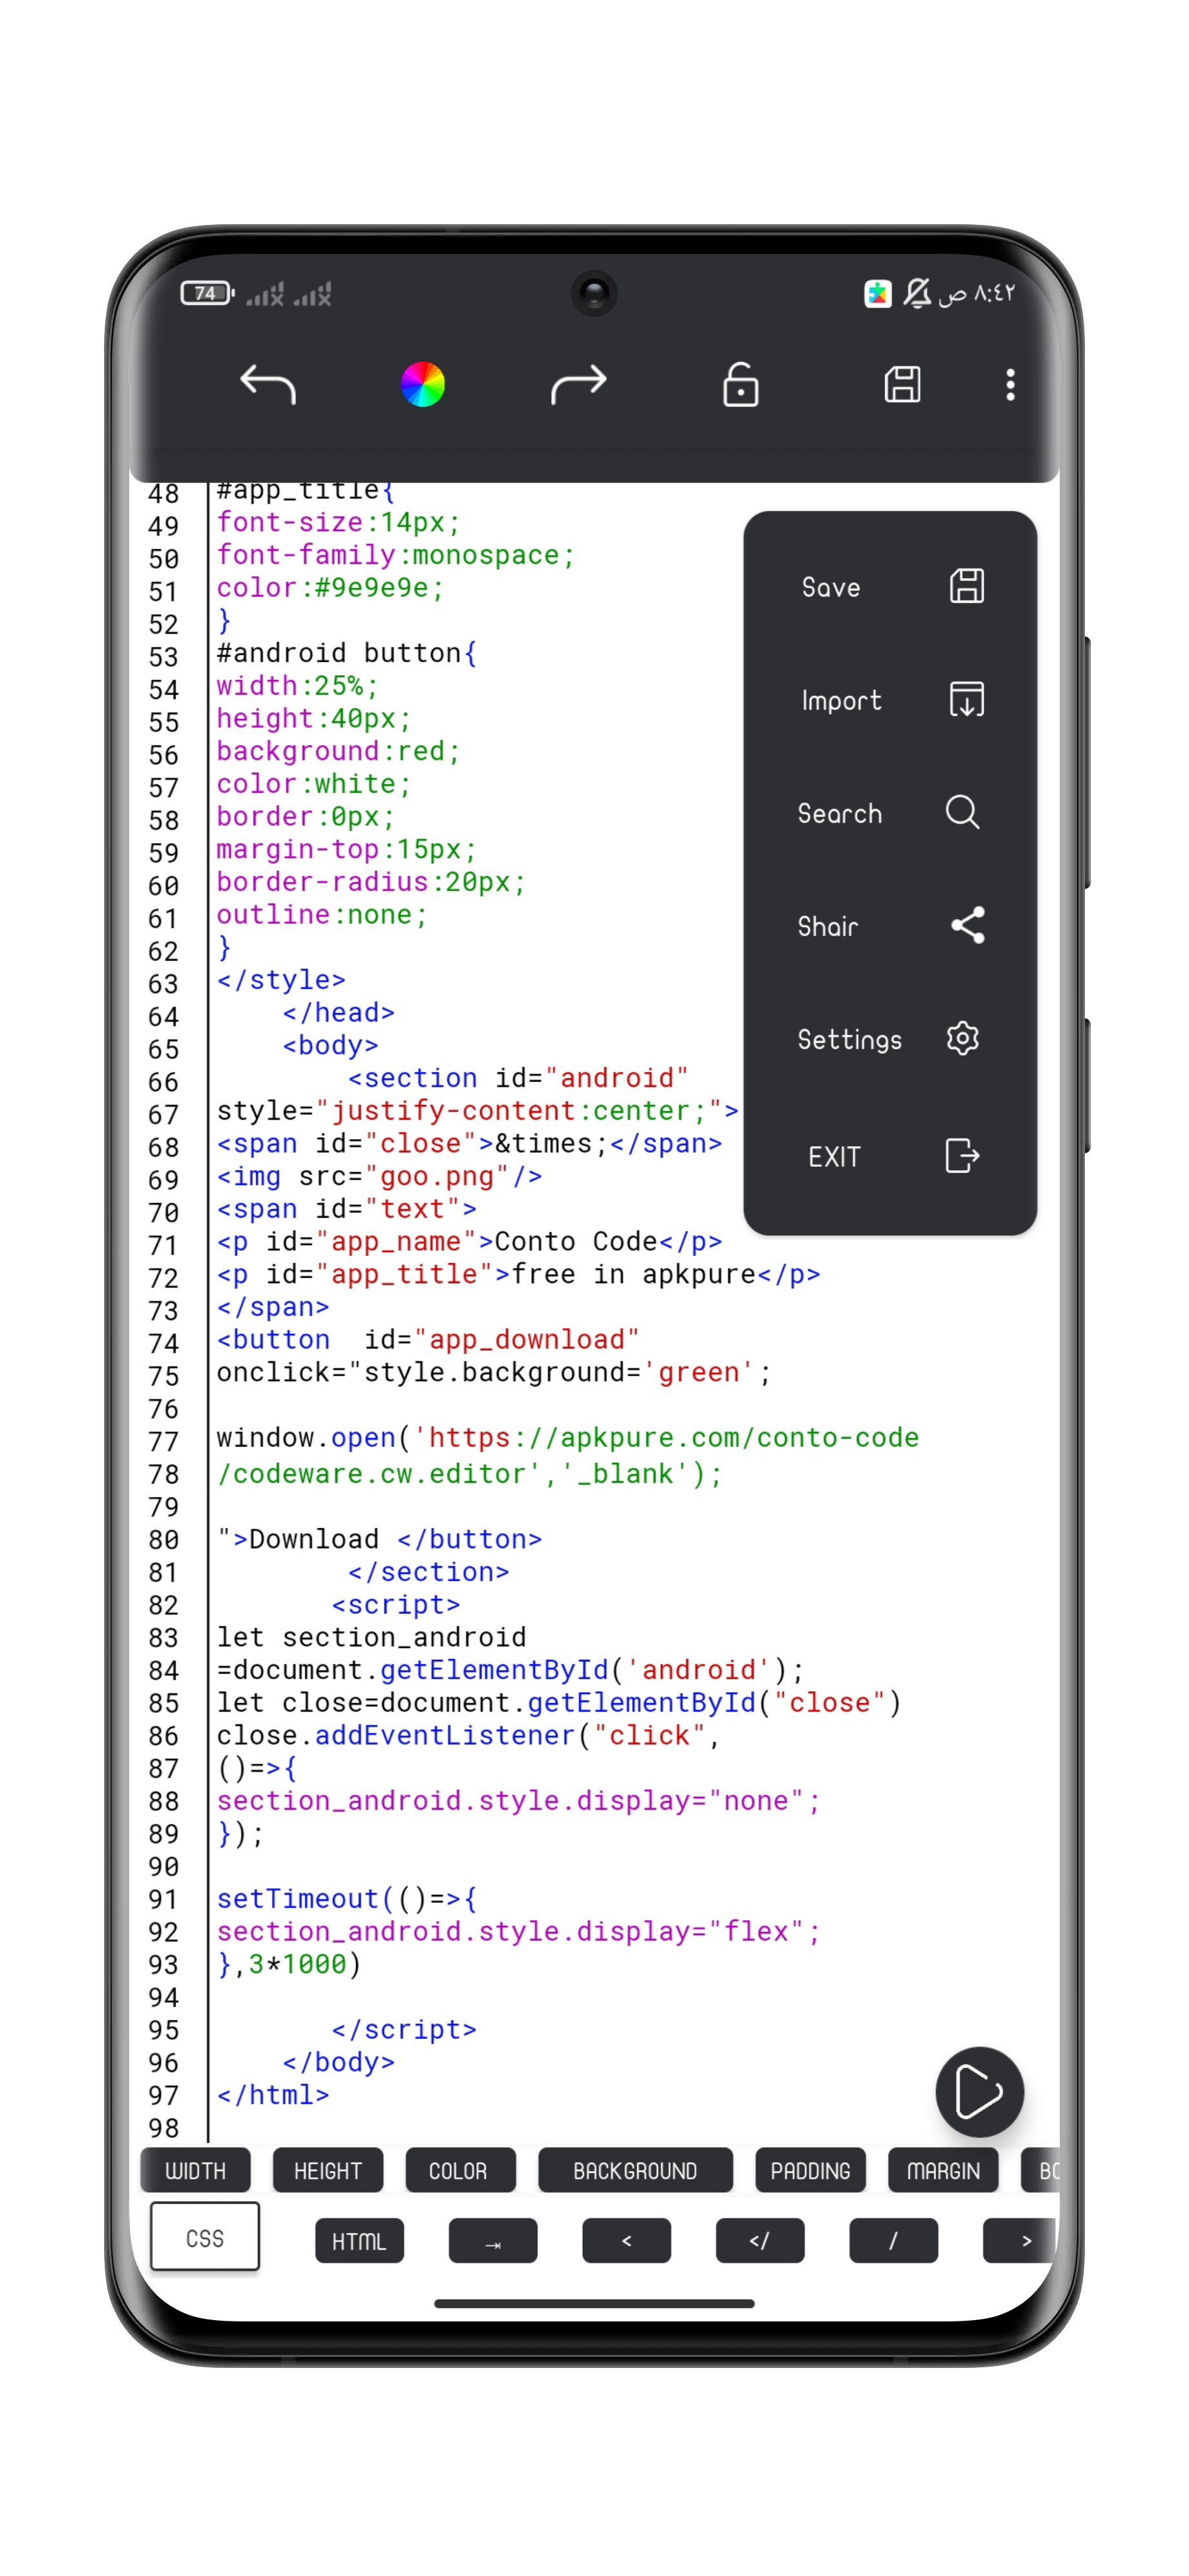 74
٨:٤٢ ص
48 #app_title{
49 font-size:14px;
50 font-family:monospace;
51 color:#9e9e9e;
52 }
53 #android button{
54 width:25%;
55 height:40px;
56 background:red;
57 color:white;
58 border:0px;
59 margin-top:15px;
60 border-radius:20px;
61 outline:none;
62 }
63 </style>
64 </head>
65 <body>
66 <section id="android"
67 style="justify-content:center;">
68 <span id="close">&times;</span>
69 <img src="goo.png"/>
70 <span id="text">
71 <p id="app_name">Conto Code</p>
72 <p id="app_title">free in apkpure</p>
73 </span>
74 <button  id="app_download"
75 onclick="style.background='green';
76
77 window.open('https://apkpure.com/conto-code
78 /codeware.cw.editor','_blank');
79
80 ">Download </button>
81 </section>
82 <script>
83 let section_android
84 =document.getElementById('android');
85 let close=document.getElementById("close")
86 close.addEventListener("click",
87 ()=>{
88 section_android.style.display="none";
89 });
90
91 setTimeout(()=>{
92 section_android.style.display="flex";
93 },3*1000)
94
95 </script>
96 </body>
97 </html>
98
Save
Import
Search
Shair
Settings
EXIT
WIDTH HEIGHT COLOR BACKGROUND PADDING MARGIN
CSS HTML ⇥ < </ / >